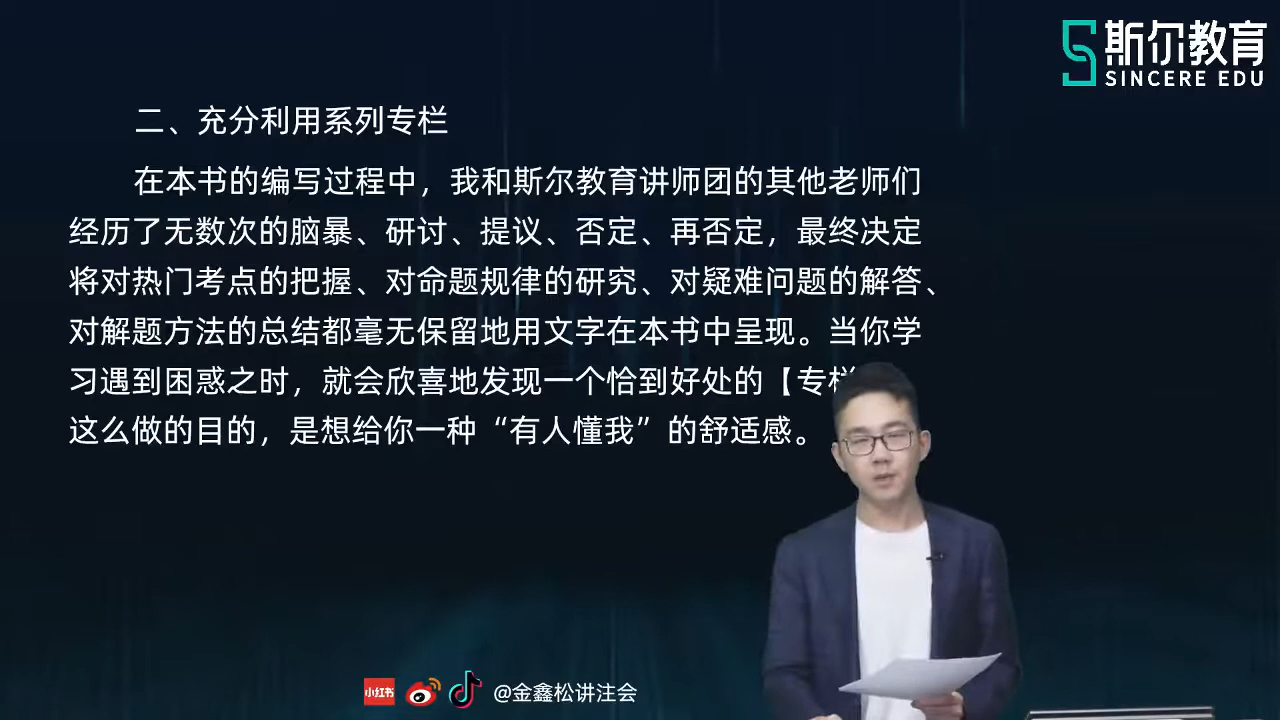 斯尔教育
SINCERE EDU
二、充分利用系列专栏
在本书的编写过程中，我和斯尔教育讲师团的其他老师们
经历了无数次的脑暴、研讨、提议、否定、再否定，最终决定
将对热门考点的把握、对命题规律的研究、对疑难问题的解答、
对解题方法的总结都毫无保留地用文字在本书中呈现。当你学
习遇到困惑之时，就会欣喜地发现一个恰到好处的【专栏
这么做的目的，是想给你一种“有人懂我”的舒适感。
小红书
@金鑫松讲注会